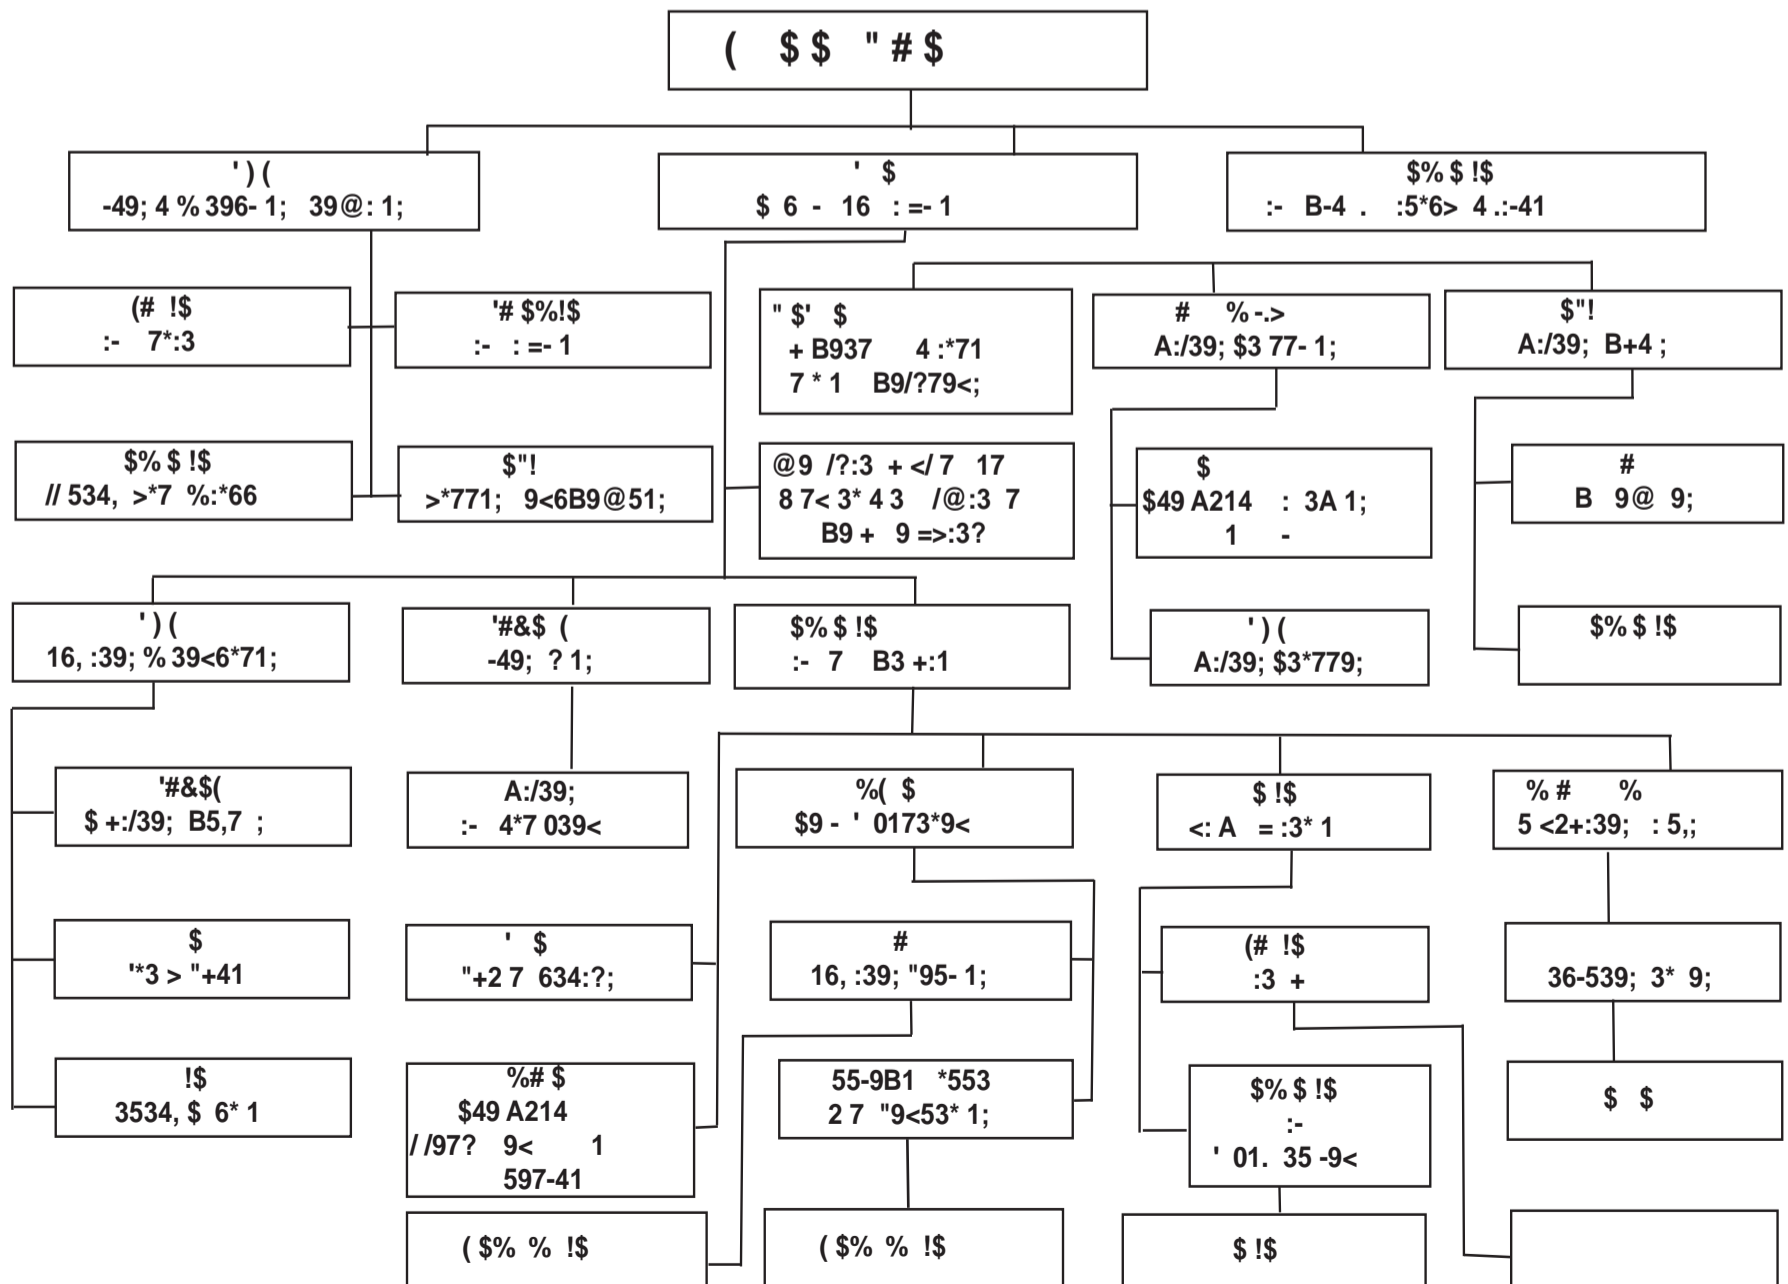 ( $ $ " # $
' ) (
-49; 4 % 396- 1; 39@: 1;
' $
$ 6 - 16 : =- 1
$% $ !$
:- B-4 . :5*6> 4 .:-41
(# !$
:- 7*:3
'# $%!$
:- : =- 1
" $' $
+ B937 4 :*71
7 * 1 B9/?79<;
# % -.>
A:/39; $3 77- 1;
$"!
A:/39; B+4 ;
$% $ !$
// 534, >*7 %:*66
$"!
>*771; 9<6B9@51;
@9 /?:3 + </ 7 17
8 7< 3* 4 3 /@:3 7
B9 + 9 =>:3?
$
$49 A214 : 3A 1;
1 -
#
B 9@ 9;
' ) (
16, :39; % 39<6*71;
'#&$ (
-49; ? 1;
$% $ !$
:- 7 B3 +:1
' ) (
A:/39; $3*779;
$% $ !$
'#&$(
$ +:/39; B5,7 ;
A:/39;
:- 4*7 039<
%( $
$9 - ' 0173*9<
$ !$
<: A = :3* 1
% # %
5 <2+:39; : 5,;
$
'*3 > "+41
' $
"+2 7 634:?;
#
16, :39; "95- 1;
(# !$
:3 +
36-539; 3* 9;
!$
3534, $ 6* 1
%# $
$49 A214
/ /97? 9< 1
597-41
55-9B1 *553
2 7 "9<53* 1;
$% $ !$
:-
' 01. 35 -9<
$ $
( $% % !$
( $% % !$
$ !$